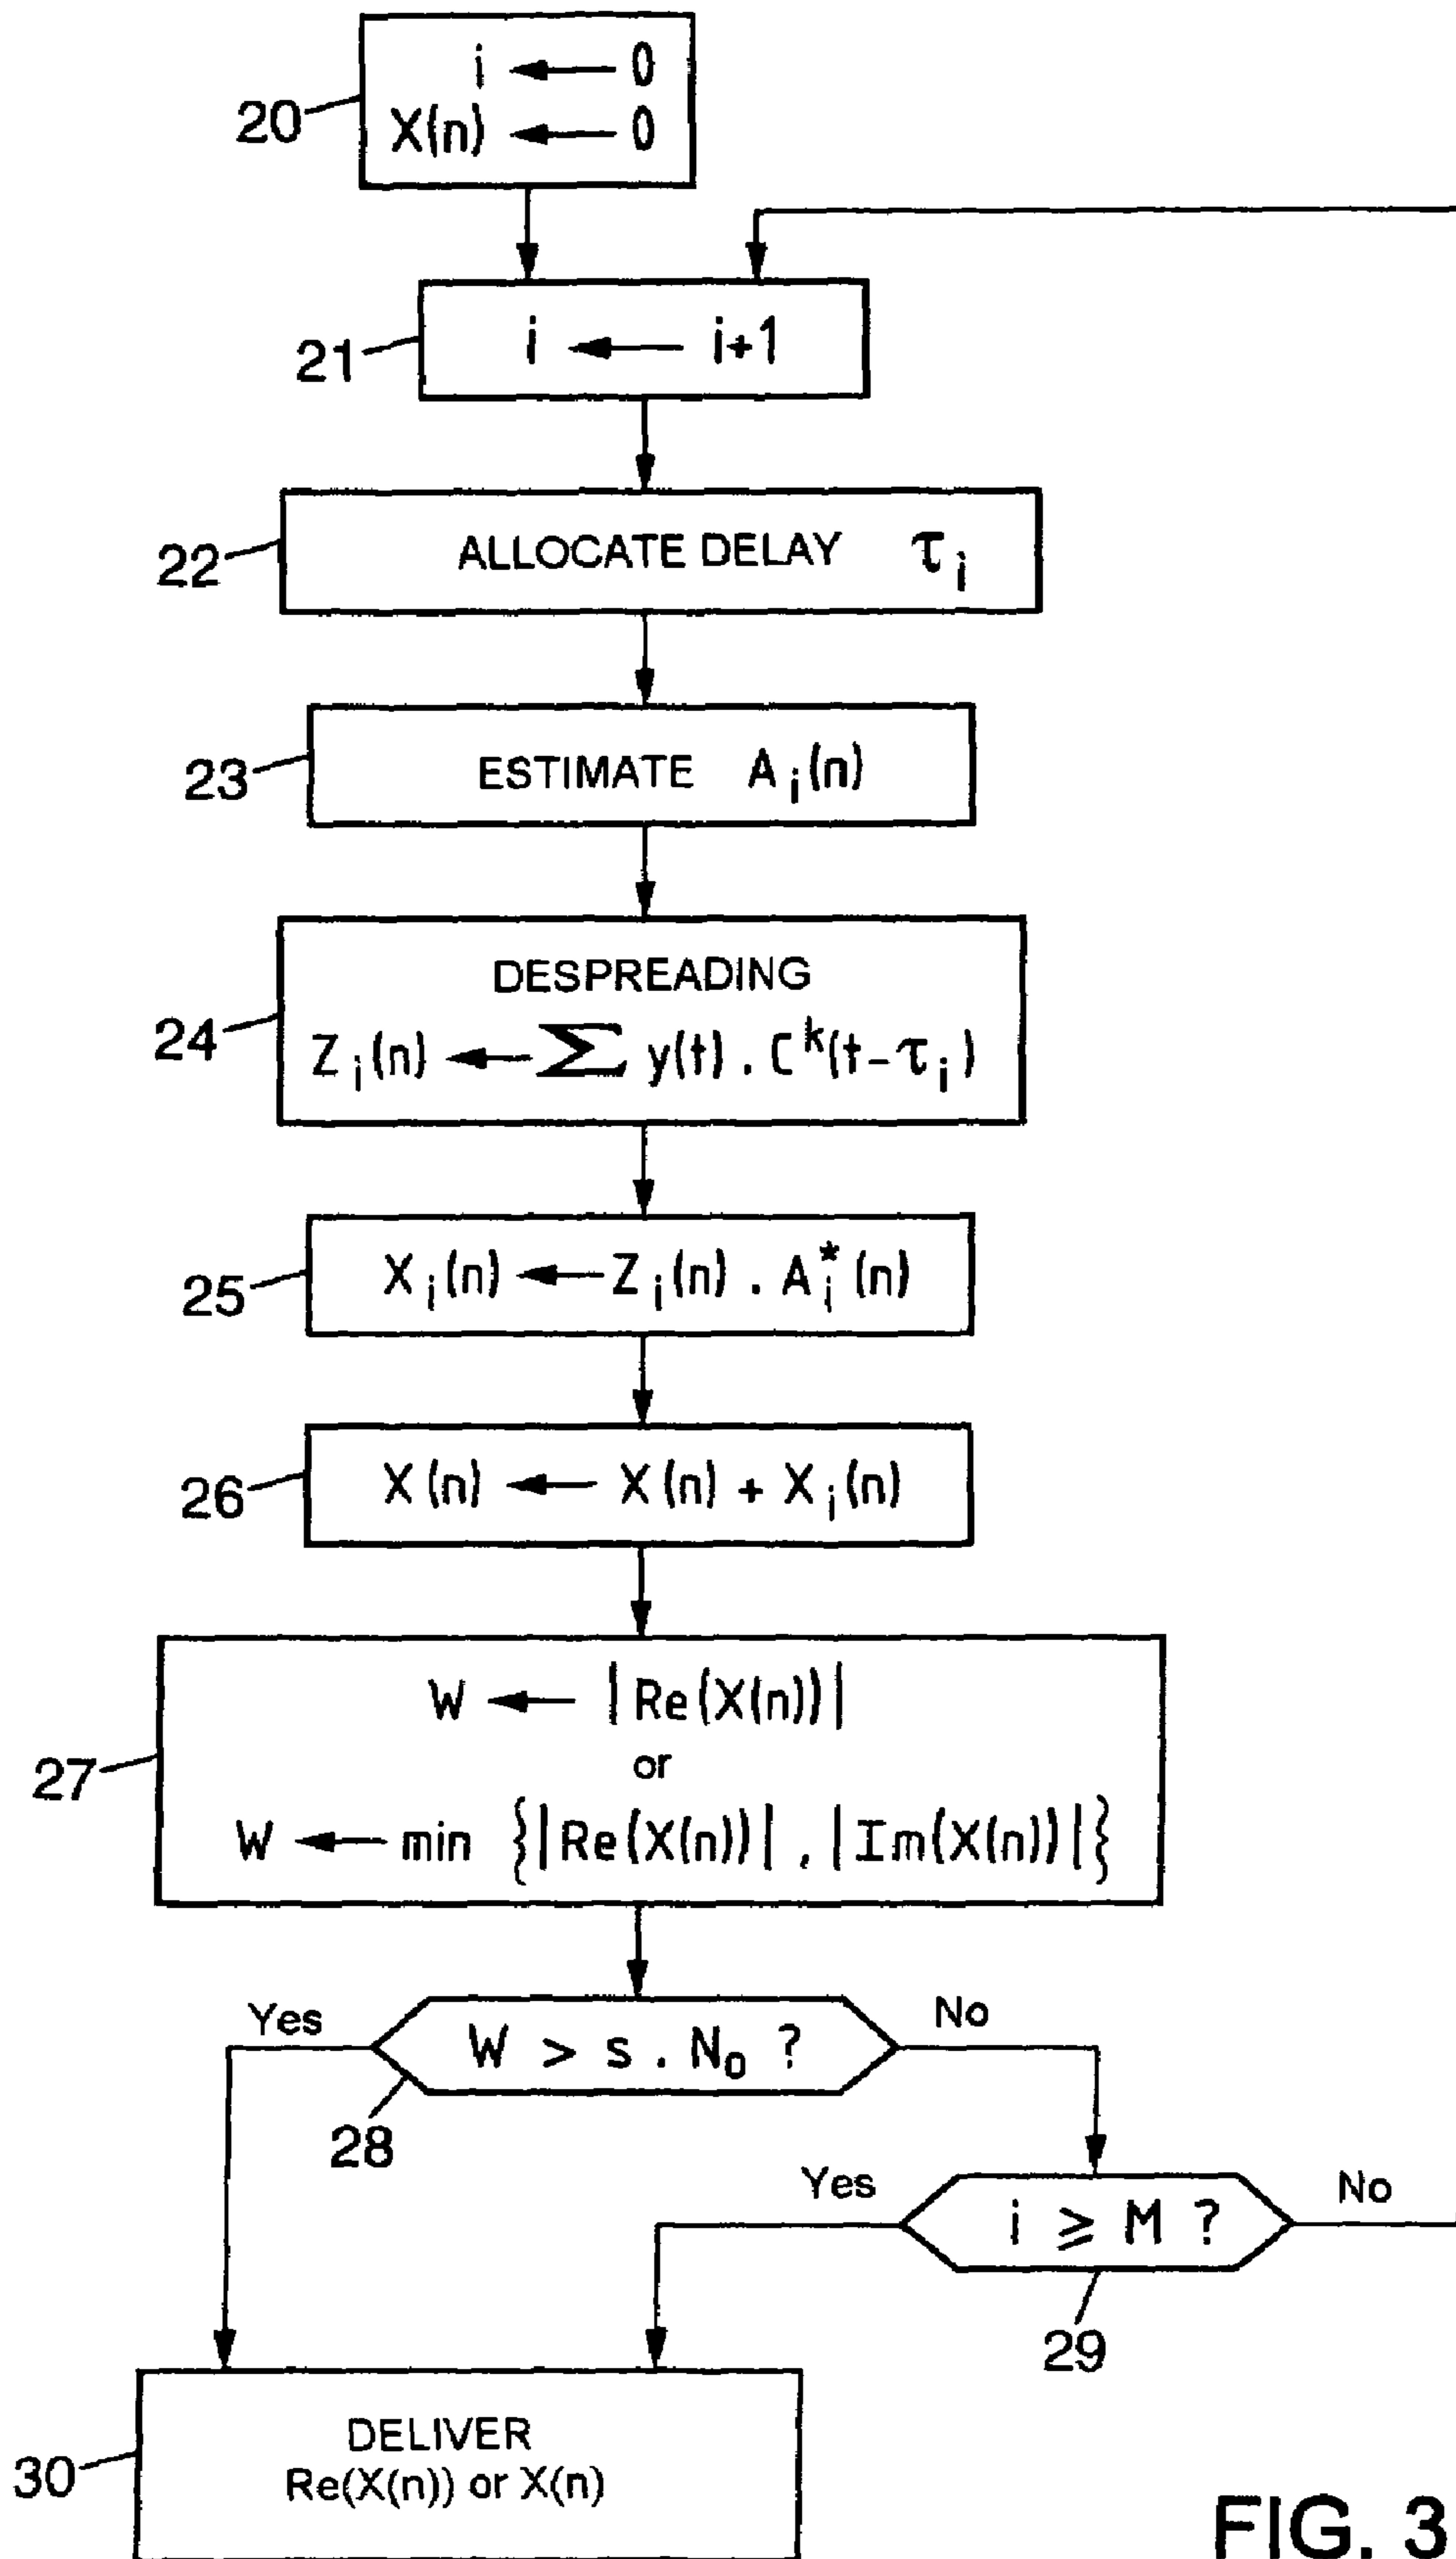 i ← 0
20
X(n) ← 0
21
i ← i+1
22
ALLOCATE DELAY τi
23
ESTIMATE Ai(n)
DESPREADING
24
Zi(n) ← Σ y(t) . C^k(t-τi)
25
Xi(n) ← Zi(n) . Ai*(n)
26
X(n) ← X(n) + Xi(n)
W ← |Re(X(n))|
27
or
W ← min {|Re(X(n))| , |Im(X(n))|}
Yes
W > s . N0 ?
No
28
Yes
i ⩾ M ?
No
29
DELIVER
30
Re(X(n)) or X(n)
FIG. 3